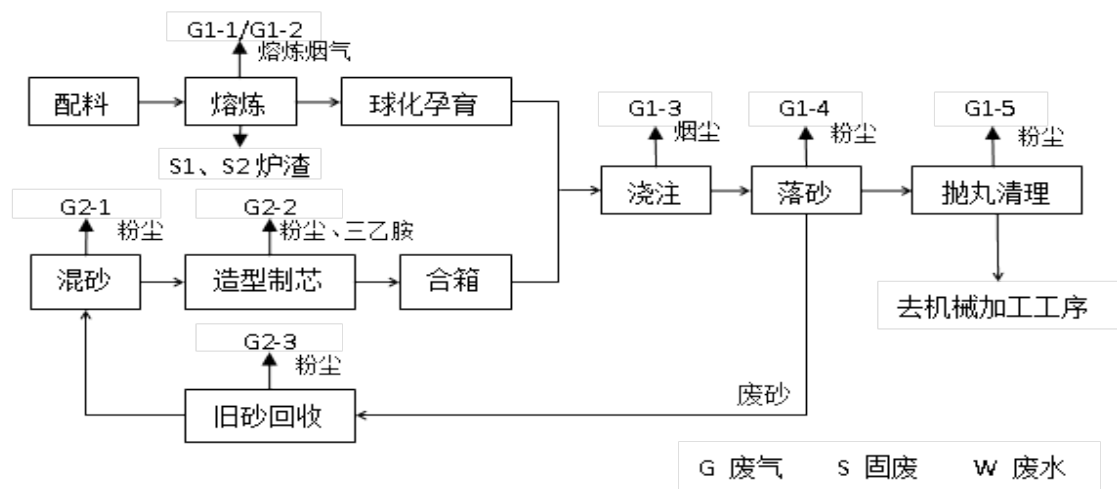 G1-1/G1-2
熔炼烟气
配料
熔炼
球化孕育
S1、S2 炉渣
G1-3
烟尘
G1-4
粉尘
G1-5
粉尘
浇注
落砂
抛丸清理
G2-1
粉尘
G2-2
粉尘、三乙胺
混砂
造型制芯
合箱
去机械加工工序
G2-3
粉尘
旧砂回收
废砂
G 废气 S 固废 W 废水